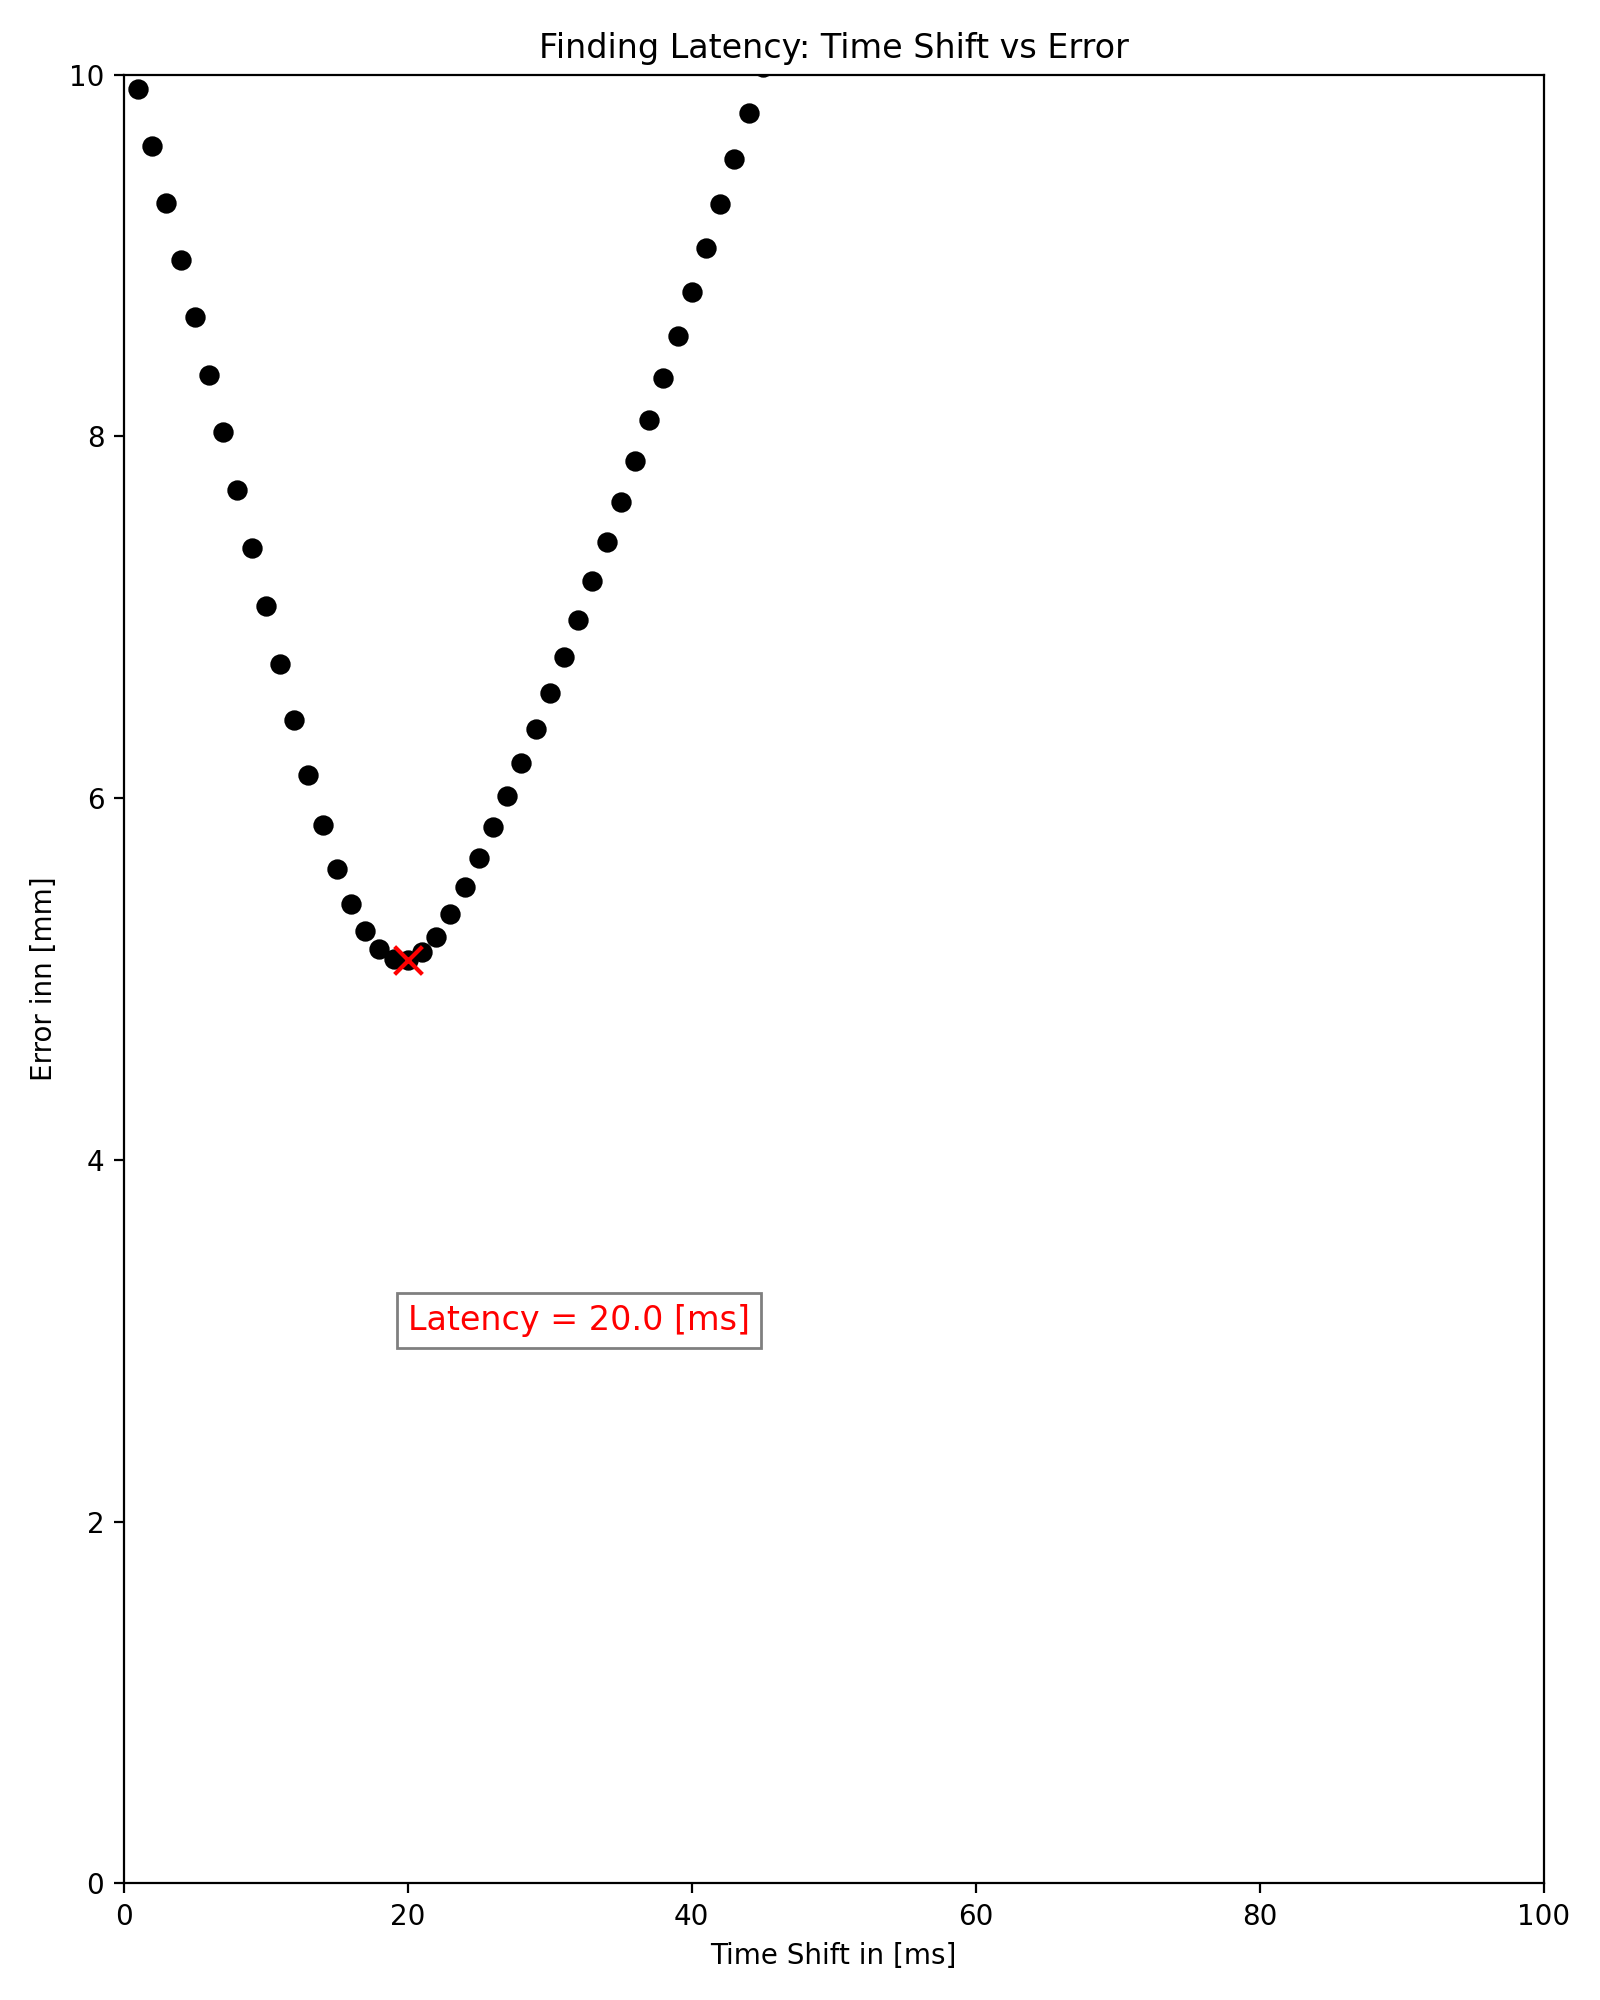 Finding Latency: Time Shift vs Error
10
8
6
4
2
0
Error inn [mm]
Latency = 20.0 [ms]
0 20 40 60 80 100
Time Shift in [ms]